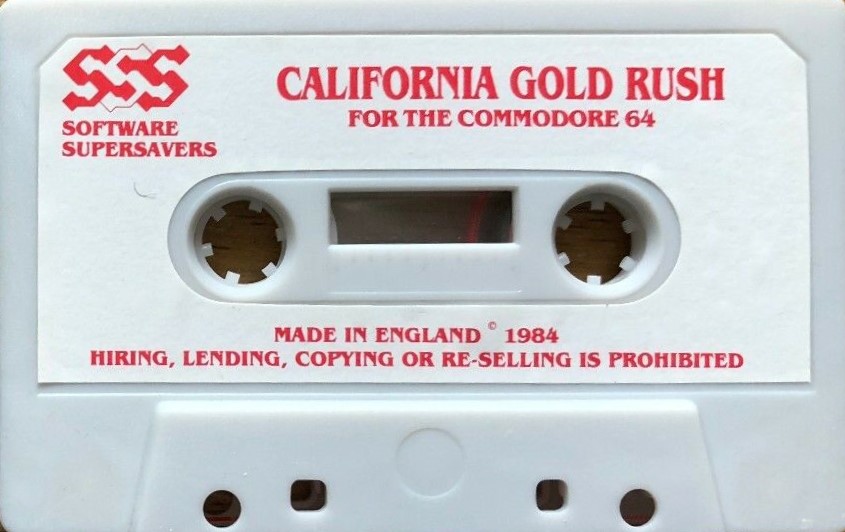 SSS
SOFTWARE
SUPERSAVERS
CALIFORNIA GOLD RUSH
FOR THE COMMODORE 64
MADE IN ENGLAND © 1984
HIRING, LENDING, COPYING OR RE-SELLING IS PROHIBITED